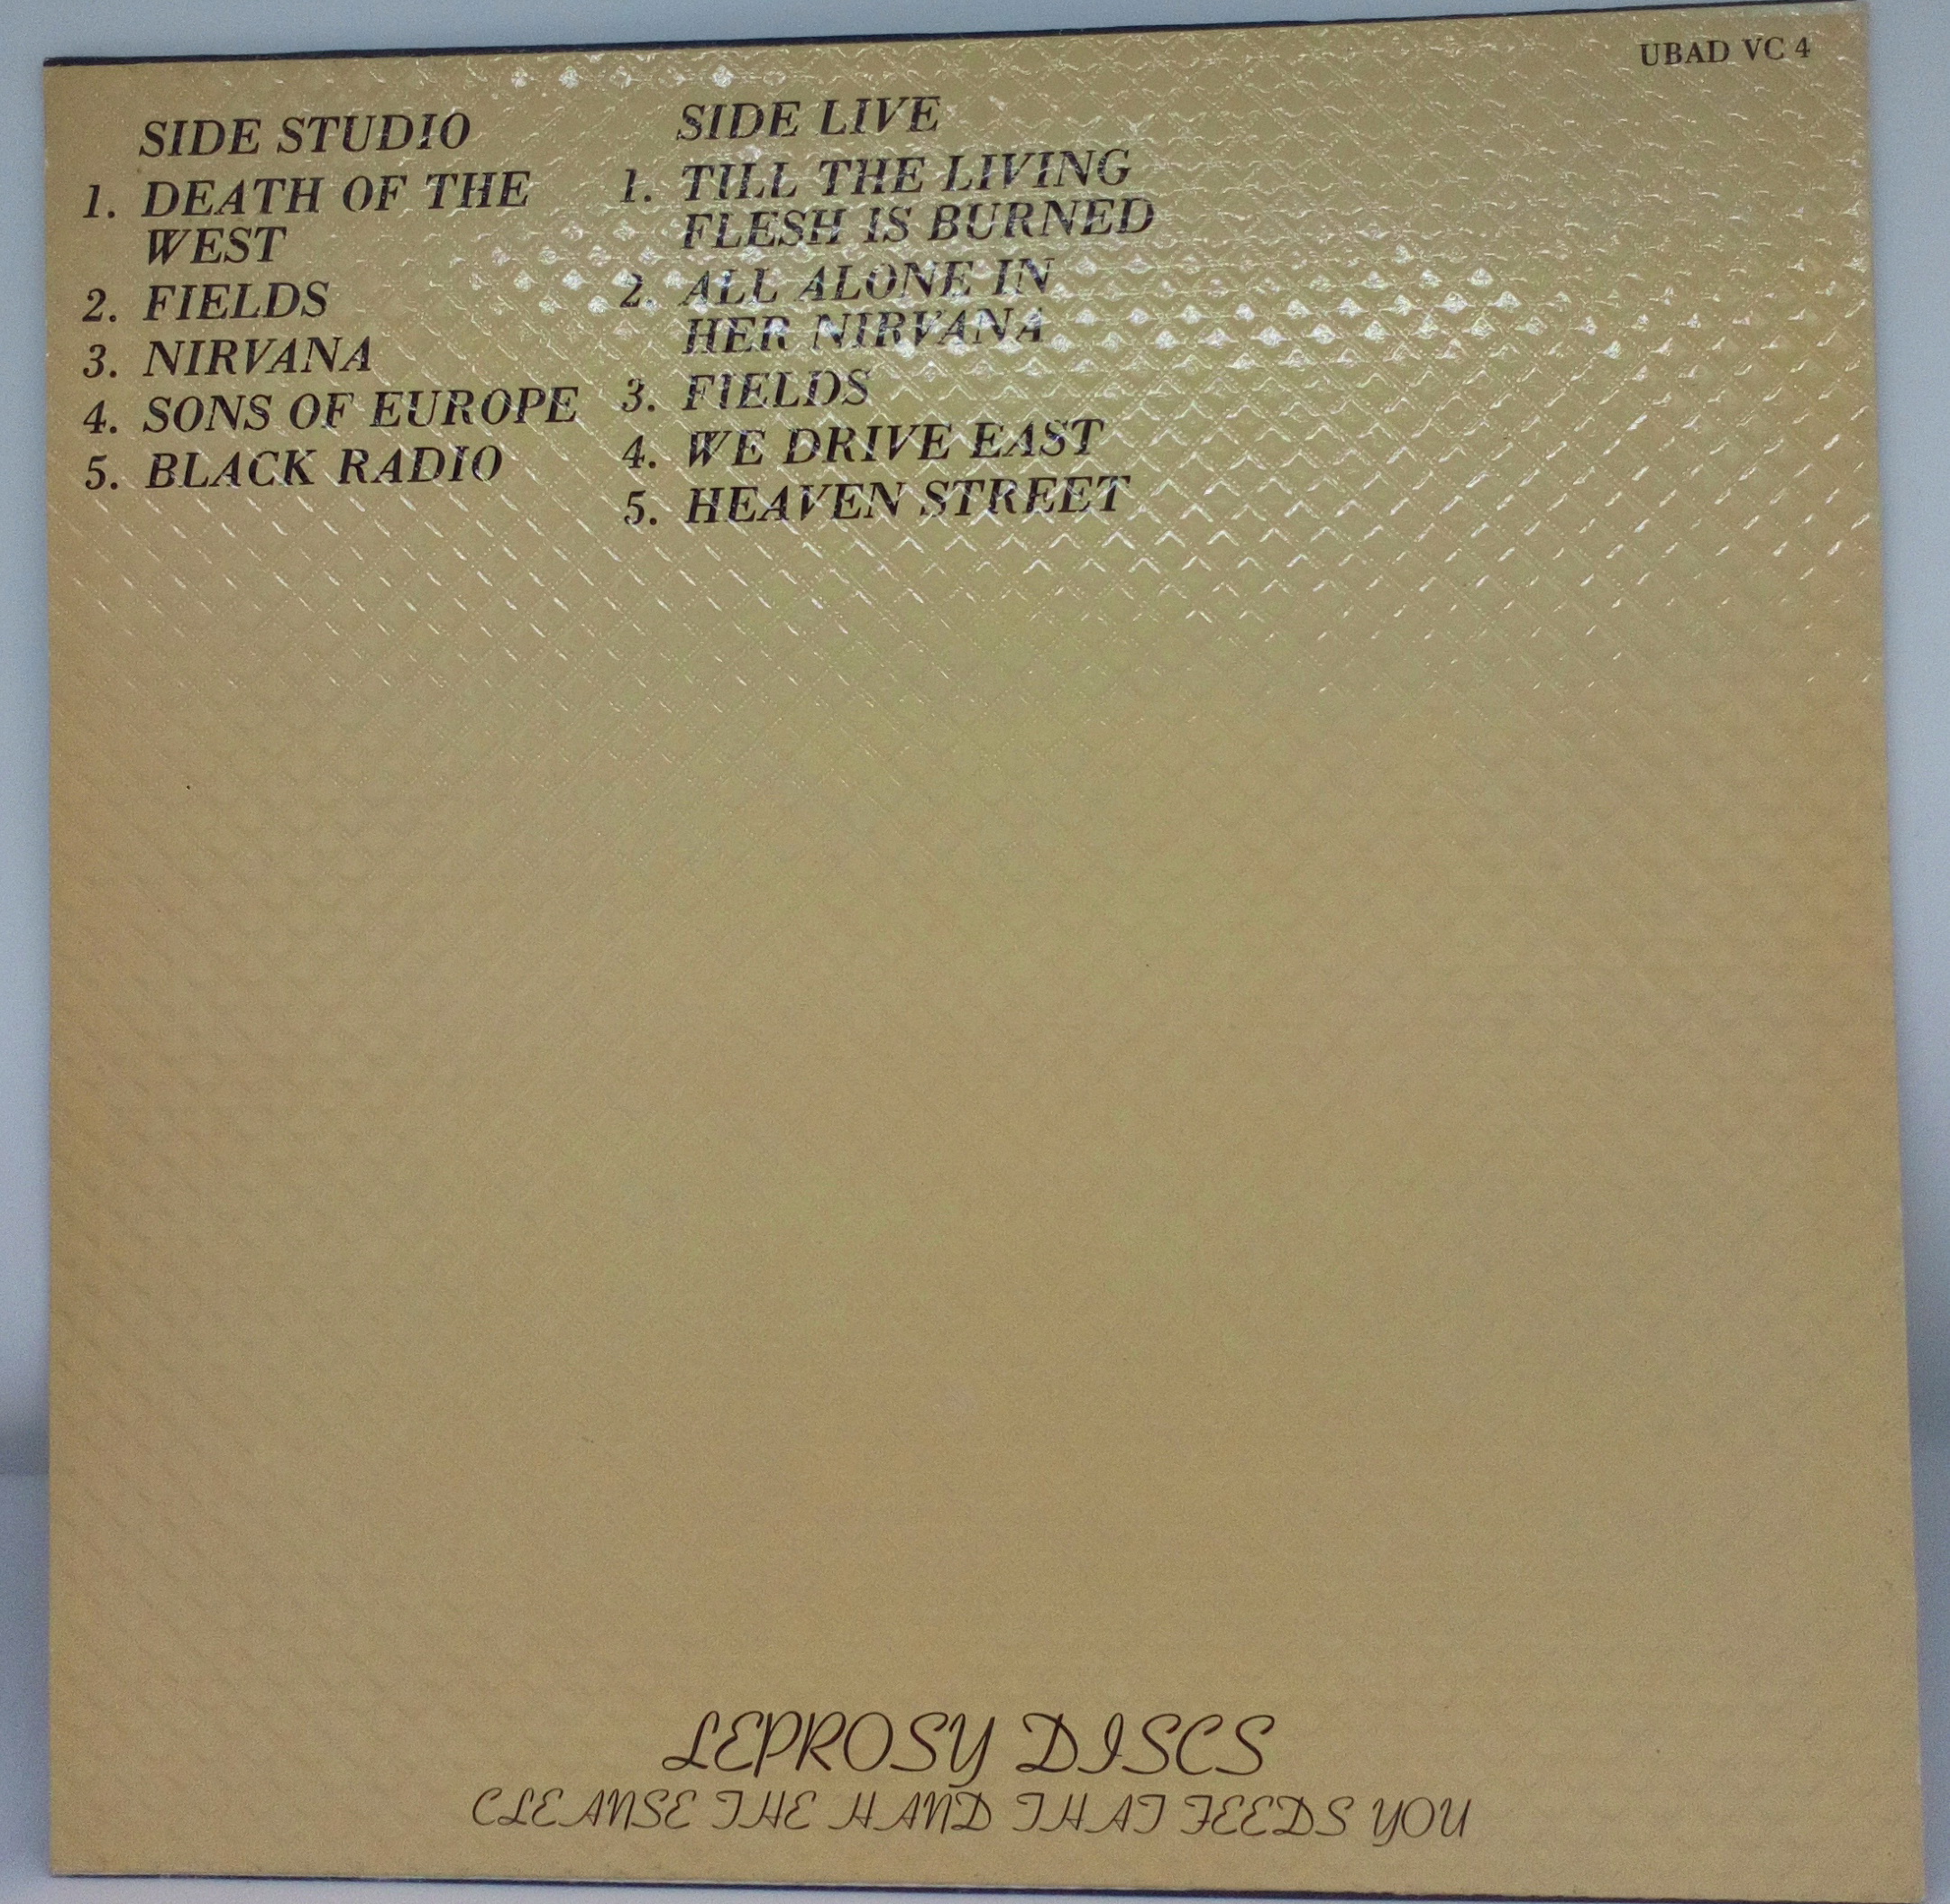 UBAD VC 4
SIDE STUDIO
1. DEATH OF THE
WEST
2. FIELDS
3. NIRVANA
4. SONS OF EUROPE
5. BLACK RADIO
SIDE LIVE
1. TILL THE LIVING
FLESH IS BURNED
2. ALL ALONE IN
HER NIRVANA
3. FIELDS
4. WE DRIVE EAST
5. HEAVEN STREET
LEPROSY DISCS
CLEANSE THE HAND THAT FEEDS YOU